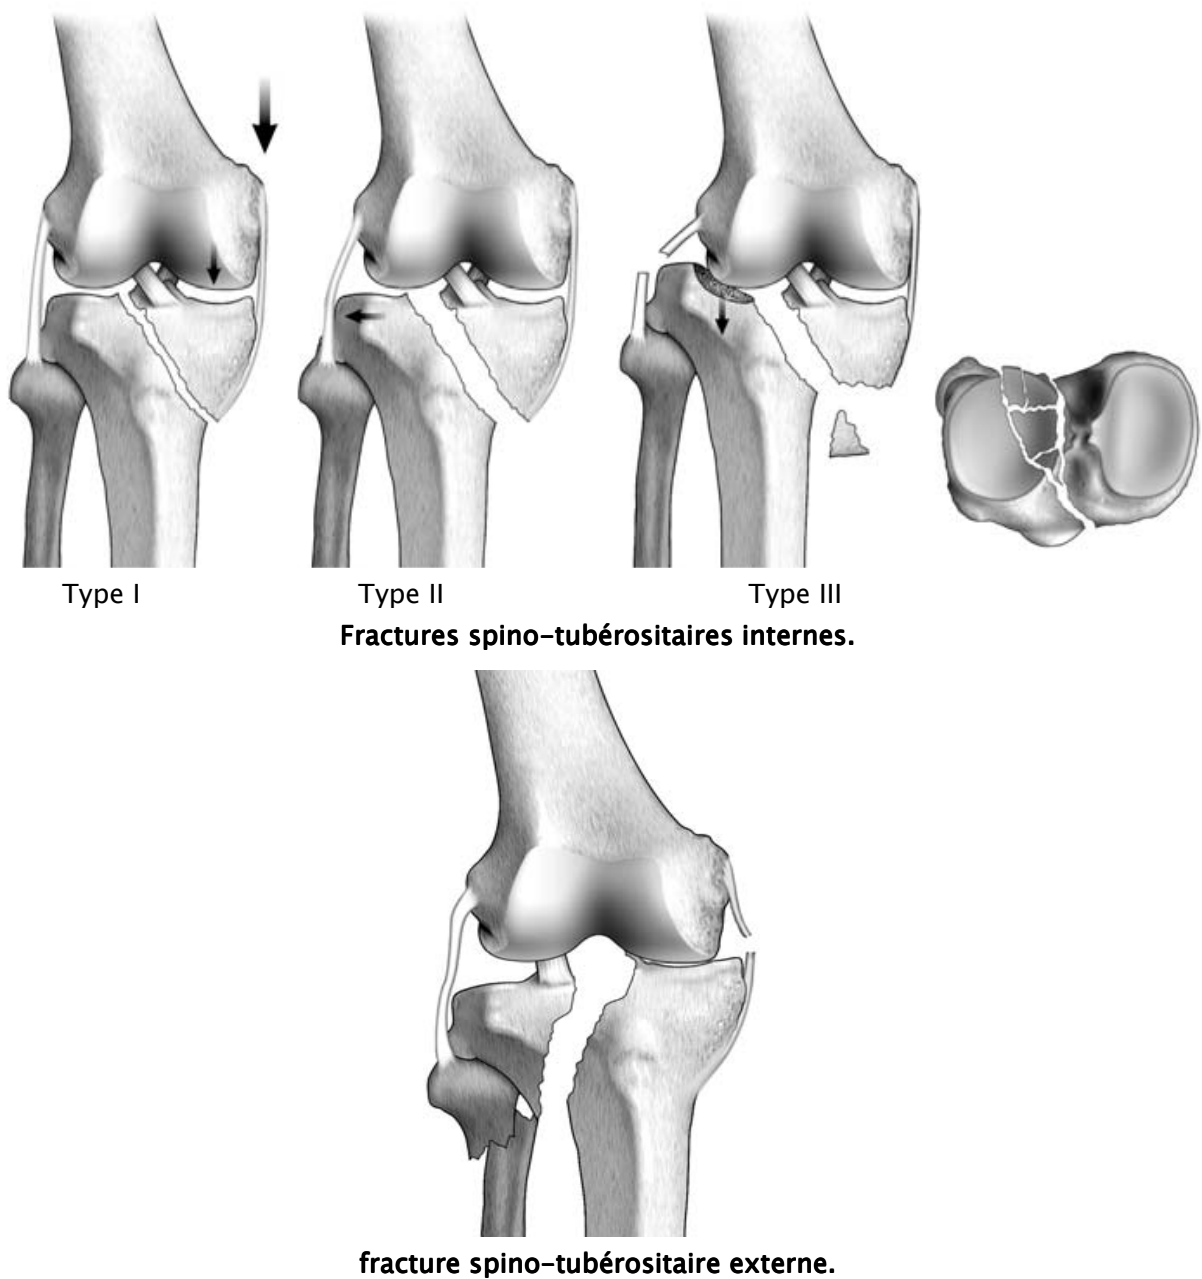 Type I
Type II
Type III
Fractures spino-tubérositaires internes.
fracture spino-tubérositaire externe.